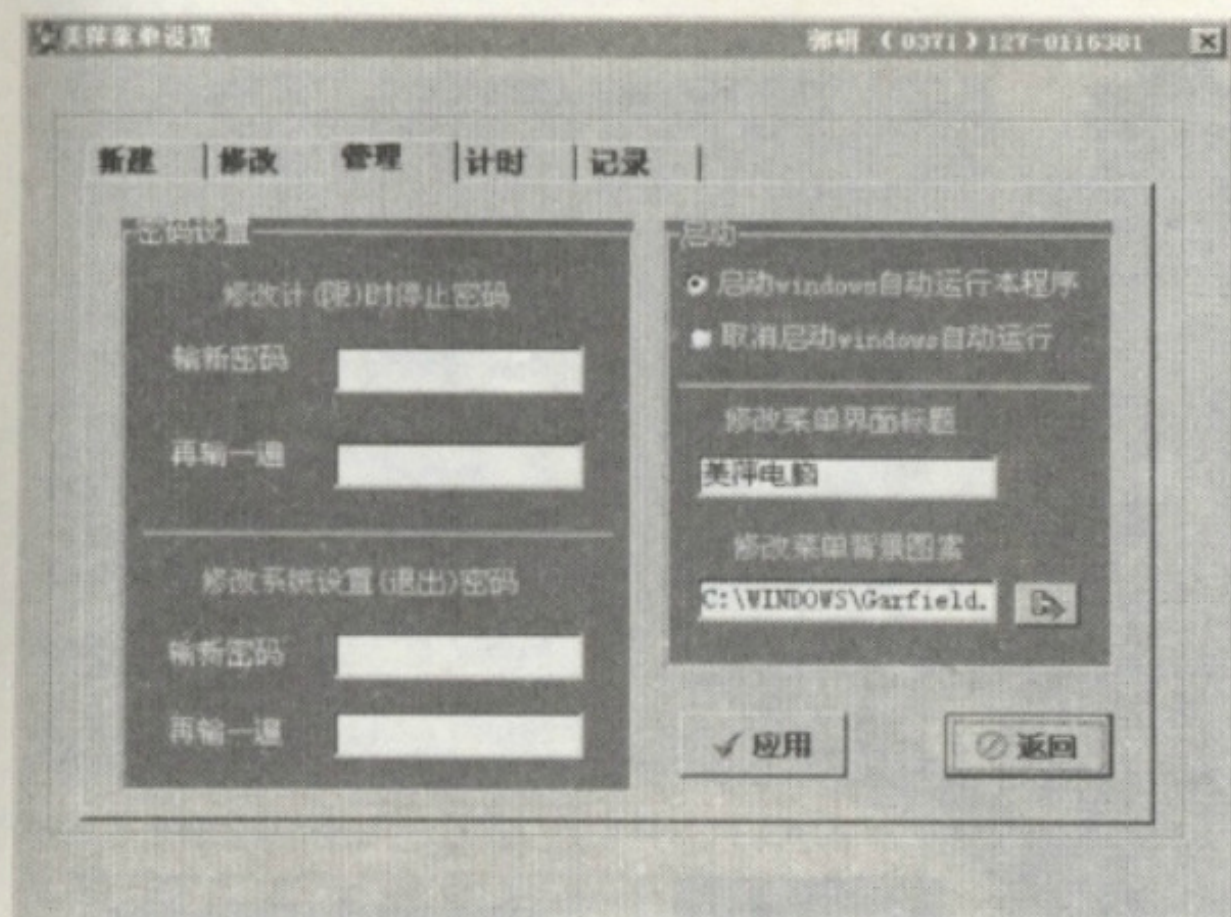 美萍菜单设置
郭研 (0371) 127-0116381
新建 修改 管理 计时 记录
密码设置
修改计(限)时停止密码
输新密码
再输一遍
修改系统设置(退出)密码
输新密码
再输一遍
启动
启动windows自动运行本程序
取消启动windows自动运行
修改菜单界面标题
美萍电脑
修改菜单背景图案
C:\WINDOWS\Garfield.
应用
返回